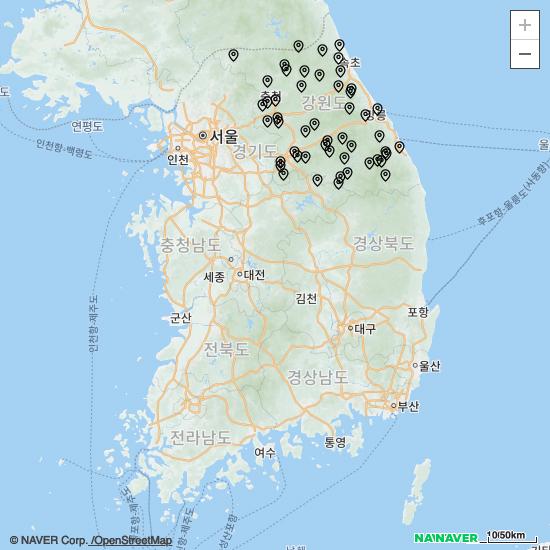 +
−
속초
춘천
강원도
강릉
연평도
서울
인천항-백령도
인천
경기도
울
후포항-울릉도(사동항)
충청남도
경상북도
세종
대전
인천항-제주도
김천
군산
포항
대구
전라북도
경상남도
울산
부산
전라남도
여수
통영
© NAVER Corp. /OpenStreetMap
NAVER
10/50km